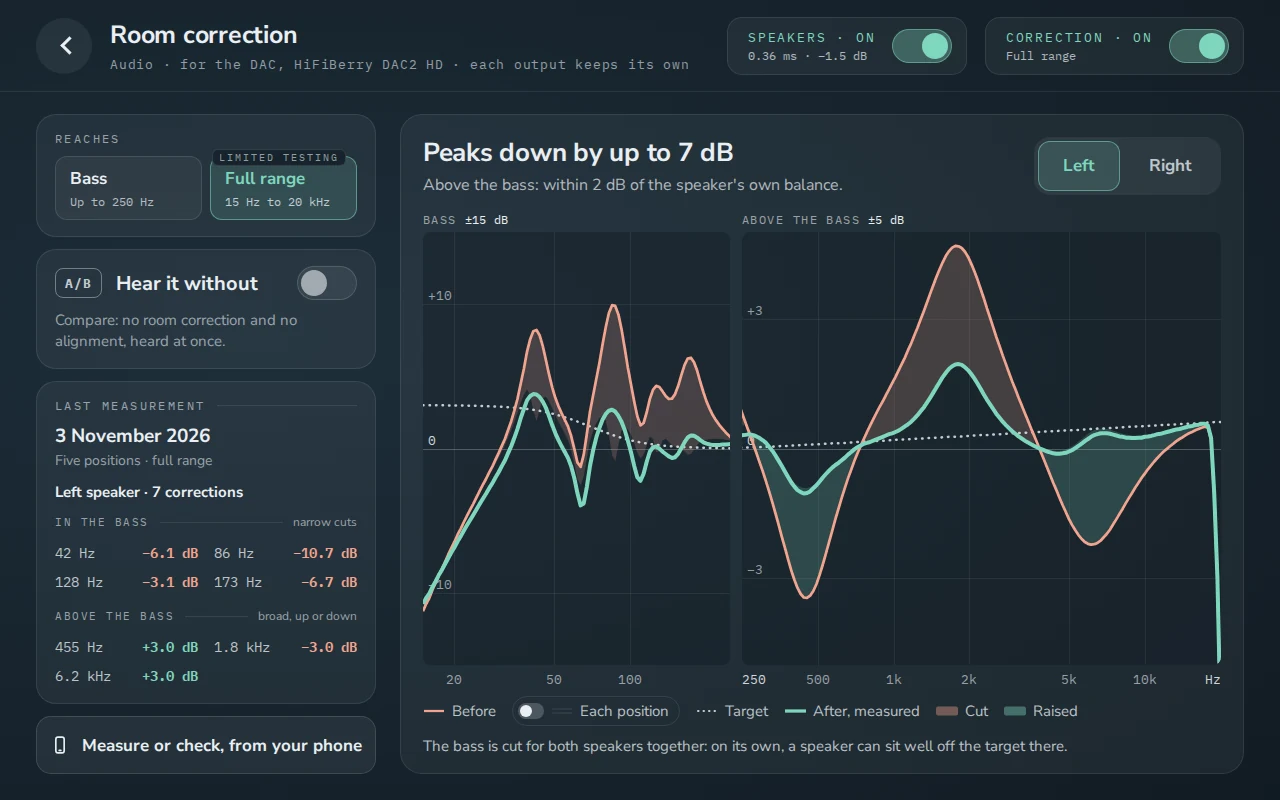 Room correction
Audio · for the DAC, HiFiBerry DAC2 HD · each output keeps its own
SPEAKERS · ON
0.36 ms · −1.5 dB
CORRECTION · ON
Full range
REACHES
LIMITED TESTING
Bass
Up to 250 Hz
Full range
15 Hz to 20 kHz
A/B Hear it without
Compare: no room correction and no
alignment, heard at once.
LAST MEASUREMENT
3 November 2026
Five positions · full range
Left speaker · 7 corrections
IN THE BASS narrow cuts
42 Hz −6.1 dB 86 Hz −10.7 dB
128 Hz −3.1 dB 173 Hz −6.7 dB
ABOVE THE BASS broad, up or down
455 Hz +3.0 dB 1.8 kHz −3.0 dB
6.2 kHz +3.0 dB
Measure or check, from your phone
Peaks down by up to 7 dB
Above the bass: within 2 dB of the speaker's own balance.
Left Right
BASS ±15 dB
+10
0
−10
20 50 100
ABOVE THE BASS ±5 dB
+3
0
−3
250 500 1k 2k 5k 10k Hz
Before Each position Target After, measured Cut Raised
The bass is cut for both speakers together: on its own, a speaker can sit well off the target there.